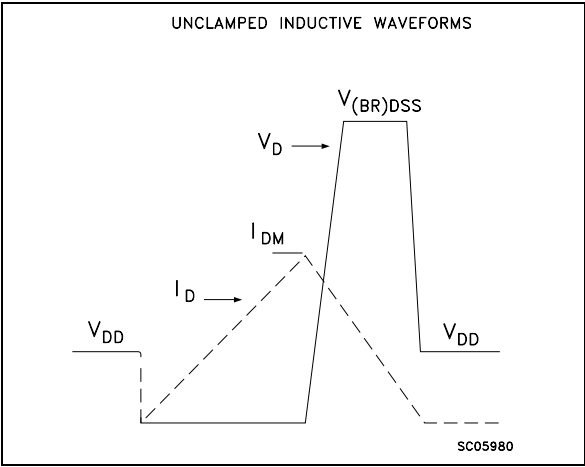 UNCLAMPED INDUCTIVE WAVEFORMS
V(BR)DSS
VD
IDM
ID
VDD
VDD
SC05980